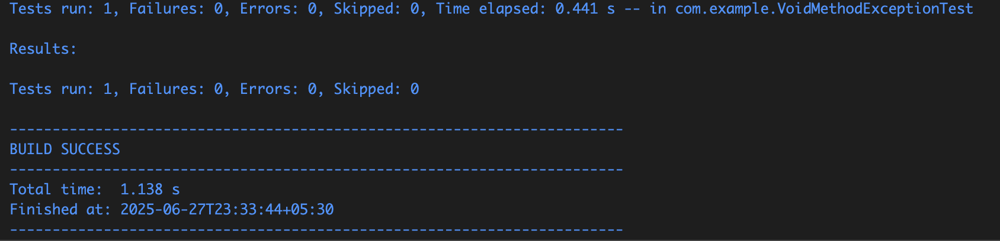 Tests run: 1, Failures: 0, Errors: 0, Skipped: 0, Time elapsed: 0.441 s -- in com.example.VoidMethodExceptionTest
Results:
Tests run: 1, Failures: 0, Errors: 0, Skipped: 0
------------------------------------------------------------------------
BUILD SUCCESS
------------------------------------------------------------------------
Total time:  1.138 s
Finished at: 2025-06-27T23:33:44+05:30
------------------------------------------------------------------------